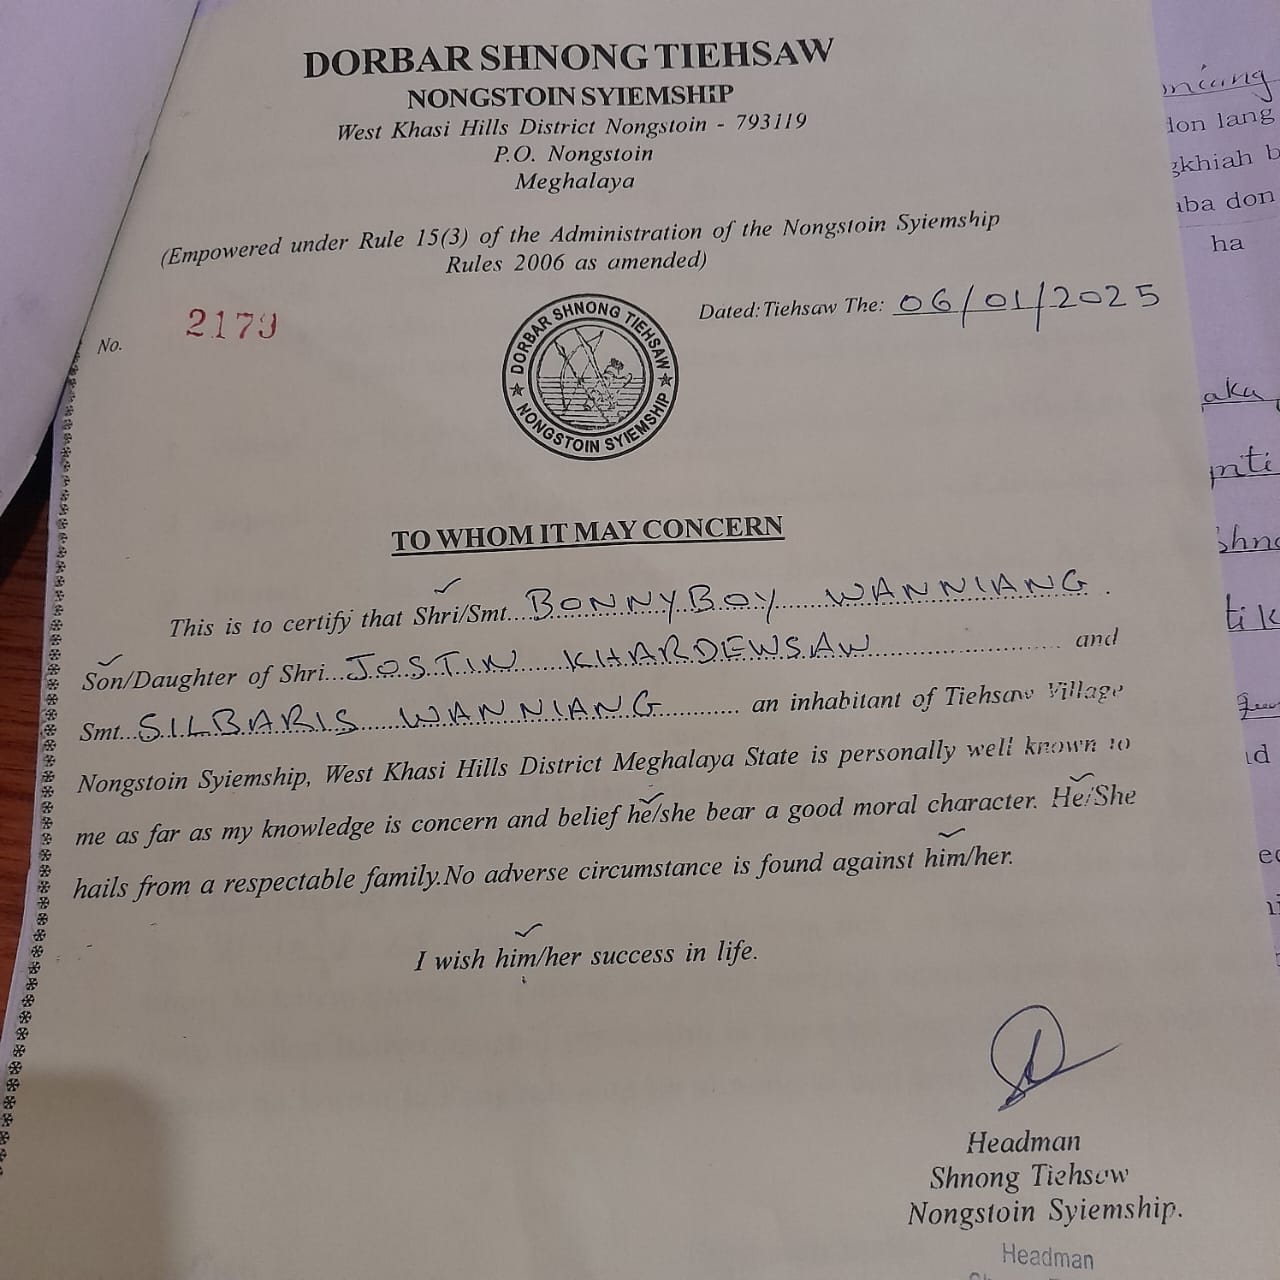 DORBAR SHNONG TIEHSAW
NONGSTOIN SYIEMSHIP
West Khasi Hills District Nongstoin - 793119
P.O. Nongstoin
Meghalaya
(Empowered under Rule 15(3) of the Administration of the Nongstoin Syiemship
Rules 2006 as amended)
No. 2179
Dated: Tiehsaw The: 06/01/2025
DORBAR SHNONG TIEHSAW
NONGSTOIN SYIEMSHIP
TO WHOM IT MAY CONCERN
This is to certify that Shri/Smt...BONNYBOY WANNIANG.
Son/Daughter of Shri...JOSTIN KHARDEWSAW and
Smt...SILBARIS WANNIANG an inhabitant of Tiehsaw Village
Nongstoin Syiemship, West Khasi Hills District Meghalaya State is personally well known to
me as far as my knowledge is concern and belief he/she bear a good moral character. He/She
hails from a respectable family.No adverse circumstance is found against him/her.
I wish him/her success in life.
Headman
Shnong Tiehsaw
Nongstoin Syiemship.
Headman
lang
don
ha